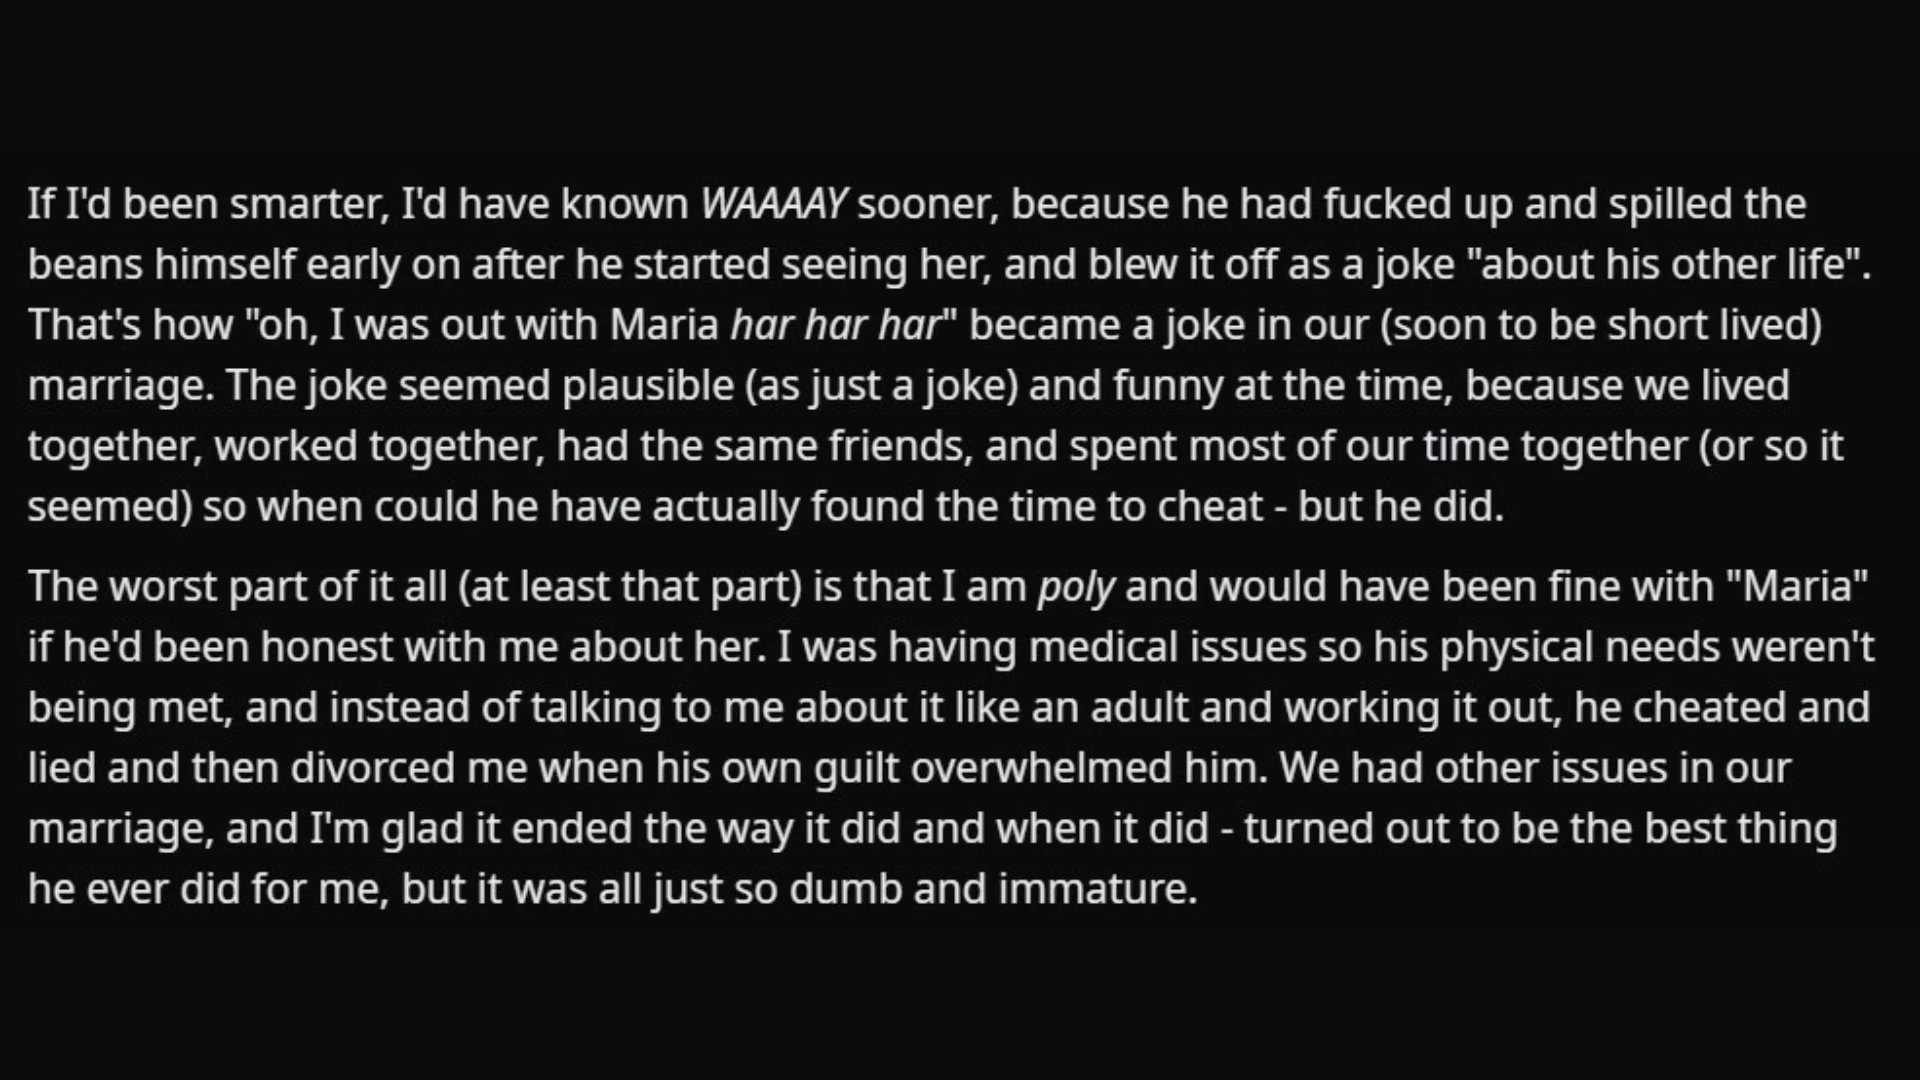 If I'd been smarter, I'd have known WAAAAY sooner, because he had fucked up and spilled the
beans himself early on after he started seeing her, and blew it off as a joke "about his other life".
That's how "oh, I was out with Maria har har har" became a joke in our (soon to be short lived)
marriage. The joke seemed plausible (as just a joke) and funny at the time, because we lived
together, worked together, had the same friends, and spent most of our time together (or so it
seemed) so when could he have actually found the time to cheat - but he did.
The worst part of it all (at least that part) is that I am poly and would have been fine with "Maria"
if he'd been honest with me about her. I was having medical issues so his physical needs weren't
being met, and instead of talking to me about it like an adult and working it out, he cheated and
lied and then divorced me when his own guilt overwhelmed him. We had other issues in our
marriage, and I'm glad it ended the way it did and when it did - turned out to be the best thing
he ever did for me, but it was all just so dumb and immature.